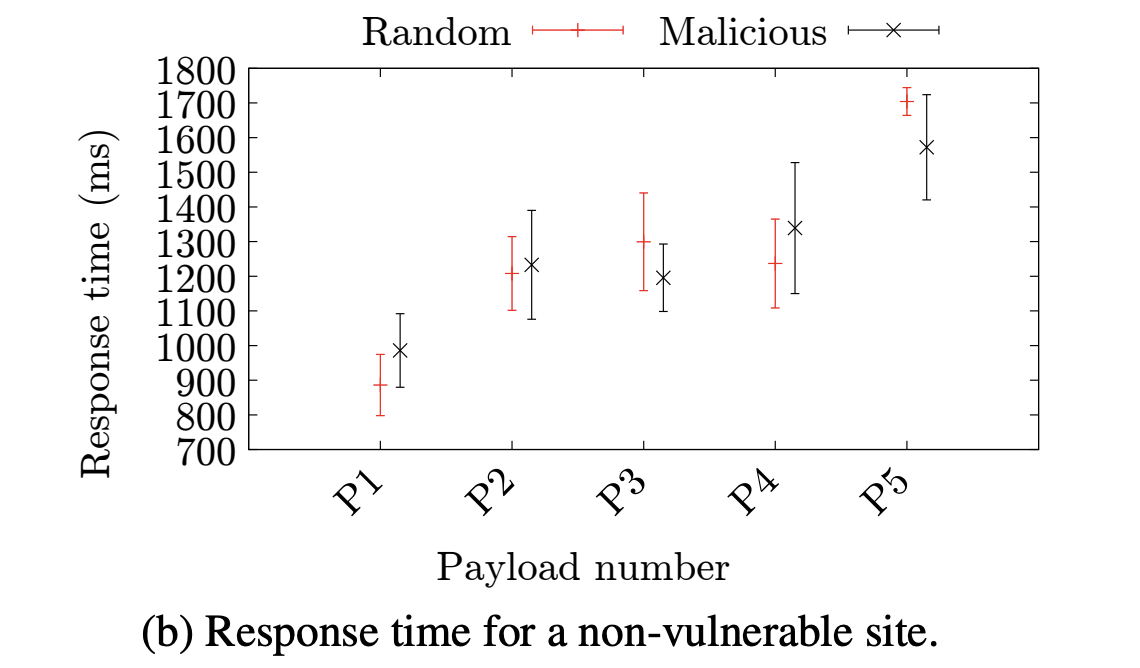 Random Malicious
1800
1700
1600
1500
1400
1300
1200
1100
1000
900
800
700
Response time (ms)
P1 P2 P3 P4 P5
Payload number
(b) Response time for a non-vulnerable site.